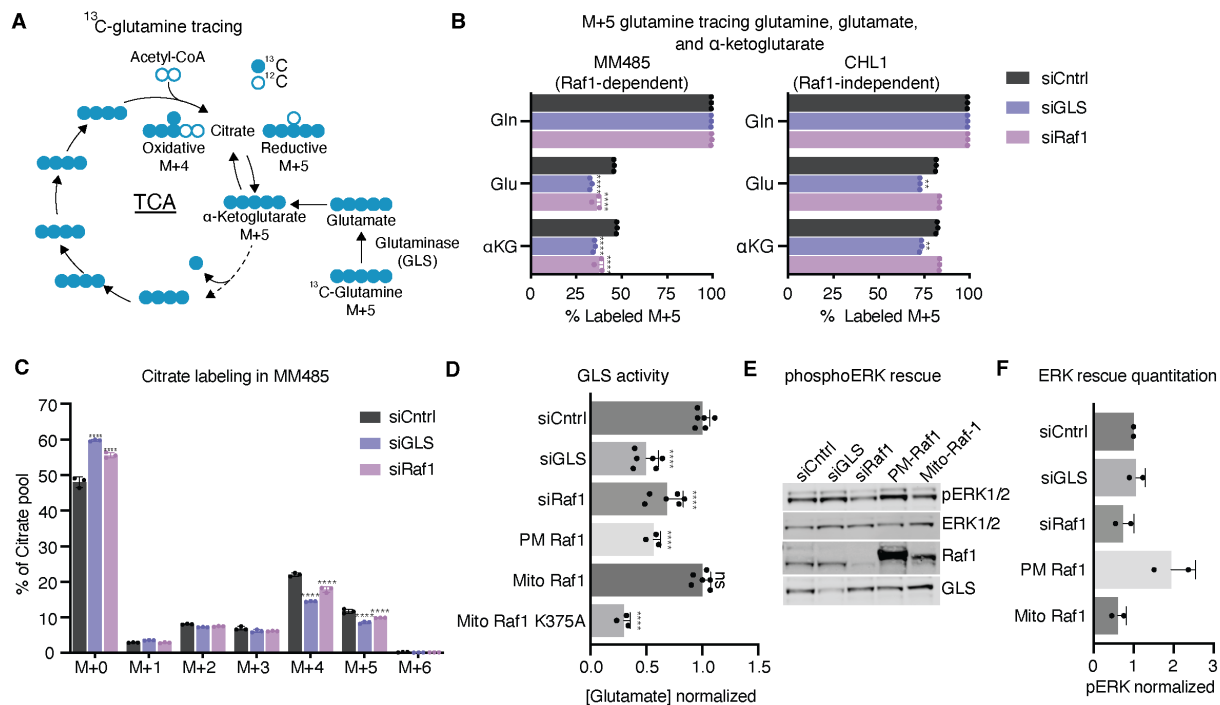 A
¹³C-glutamine tracing
Acetyl-CoA
¹³C
¹²C
Citrate
Oxidative
M+4
Reductive
M+5
TCA
α-Ketoglutarate
M+5
Glutamate
Glutaminase
(GLS)
¹³C-Glutamine
M+5
B
M+5 glutamine tracing glutamine, glutamate,
and α-ketoglutarate
MM485
(Raf1-dependent)
CHL1
(Raf1-independent)
siCntrl
siGLS
siRaf1
Gln
Glu
αKG
0 25 50 75 100
% Labeled M+5
0 25 50 75 100
% Labeled M+5
C
Citrate labeling in MM485
siCntrl
siGLS
siRaf1
% of Citrate pool
70
60
50
40
30
20
10
0
**** ****
**** ****
**** ****
M+0 M+1 M+2 M+3 M+4 M+5 M+6
D
GLS activity
siCntrl
siGLS
siRaf1
PM Raf1
Mito Raf1
ns
Mito Raf1 K375A
0.0 0.5 1.0 1.5
[Glutamate] normalized
E
phosphoERK rescue
siCntrl
siGLS
siRaf1
PM-Raf1
Mito-Raf-1
pERK1/2
ERK1/2
Raf1
GLS
F
ERK rescue quantitation
siCntrl
siGLS
siRaf1
PM Raf1
Mito Raf1
0 1 2 3
pERK normalized